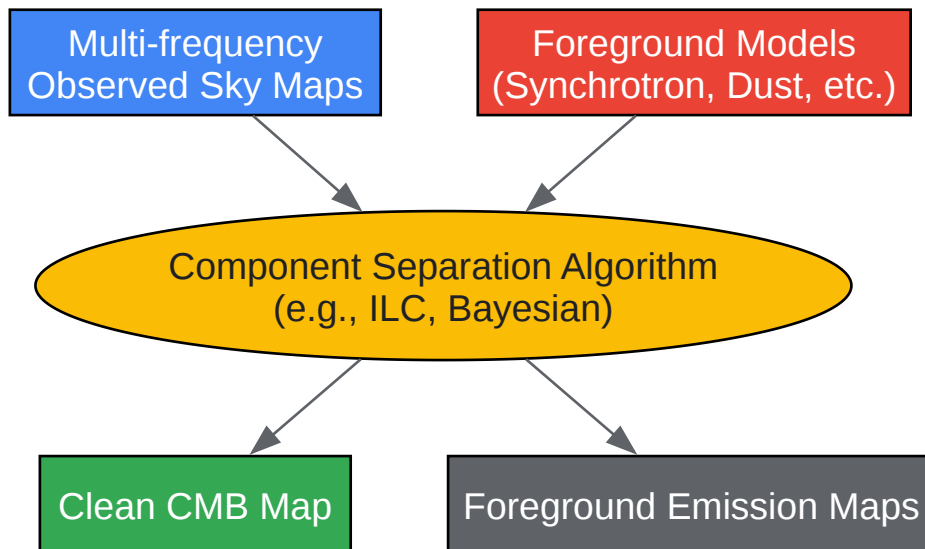 Multi-frequency
Observed Sky Maps
Foreground Models
(Synchrotron, Dust, etc.)
Component Separation Algorithm
(e.g., ILC, Bayesian)
Clean CMB Map
Foreground Emission Maps